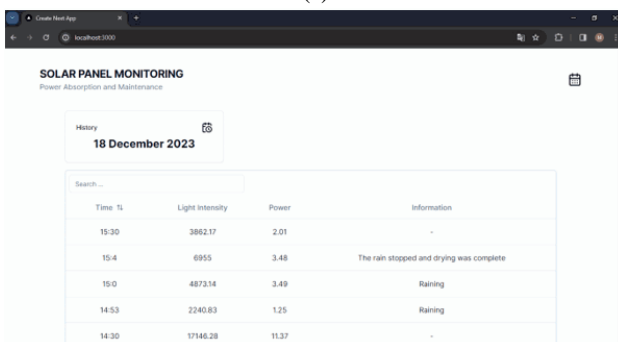 Create Next App
localhost:3000
SOLAR PANEL MONITORING
Power Absorption and Maintenance
History
18 December 2023
Search ...
Time Light Intensity Power Information
15:30 3862.17 2.01 -
15:4 6955 3.48 The rain stopped and drying was complete
15:0 4873.14 3.49 Raining
14:53 2240.83 1.25 Raining
14:30 17146.28 11.37 -